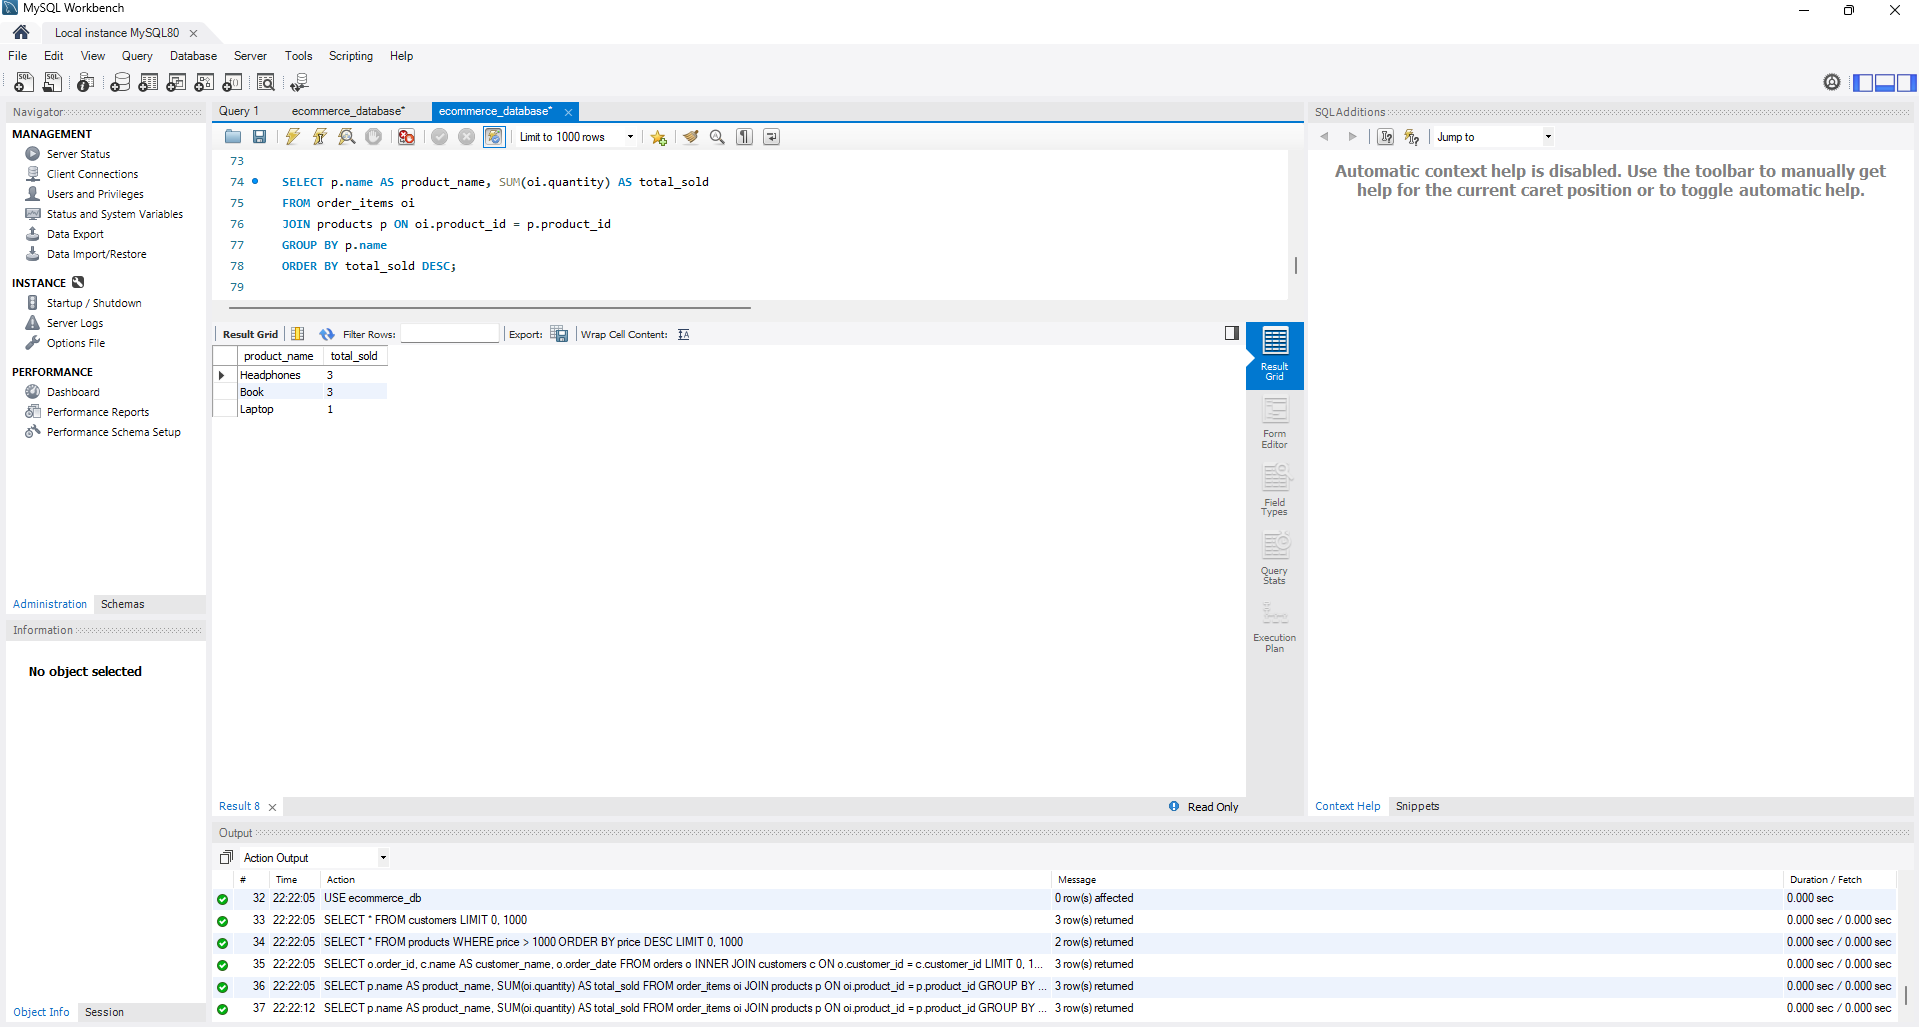 MySQL Workbench
Local instance MySQL80
File Edit View Query Database Server Tools Scripting Help
Navigator
MANAGEMENT
Server Status
Client Connections
Users and Privileges
Status and System Variables
Data Export
Data Import/Restore
INSTANCE
Startup / Shutdown
Server Logs
Options File
PERFORMANCE
Dashboard
Performance Reports
Performance Schema Setup
Administration Schemas
Information
No object selected
Object Info Session
Query 1 ecommerce_database* ecommerce_database*
Limit to 1000 rows
73
74 SELECT p.name AS product_name, SUM(oi.quantity) AS total_sold
75 FROM order_items oi
76 JOIN products p ON oi.product_id = p.product_id
77 GROUP BY p.name
78 ORDER BY total_sold DESC;
79
Result Grid Filter Rows: Export: Wrap Cell Content:
product_name total_sold
Headphones 3
Book 3
Laptop 1
Result
Grid
Form
Editor
Field
Types
Query
Stats
Execution
Plan
Result 8 Read Only
SQLAdditions
Jump to
Automatic context help is disabled. Use the toolbar to manually get
help for the current caret position or to toggle automatic help.
Context Help Snippets
Output
Action Output
# Time Action Message Duration / Fetch
32 22:22:05 USE ecommerce_db 0 row(s) affected 0.000 sec
33 22:22:05 SELECT * FROM customers LIMIT 0, 1000 3 row(s) returned 0.000 sec / 0.000 sec
34 22:22:05 SELECT * FROM products WHERE price > 1000 ORDER BY price DESC LIMIT 0, 1000 2 row(s) returned 0.000 sec / 0.000 sec
35 22:22:05 SELECT o.order_id, c.name AS customer_name, o.order_date FROM orders o INNER JOIN customers c ON o.customer_id = c.customer_id LIMIT 0, 1... 3 row(s) returned 0.000 sec / 0.000 sec
36 22:22:05 SELECT p.name AS product_name, SUM(oi.quantity) AS total_sold FROM order_items oi JOIN products p ON oi.product_id = p.product_id GROUP BY ... 3 row(s) returned 0.000 sec / 0.000 sec
37 22:22:12 SELECT p.name AS product_name, SUM(oi.quantity) AS total_sold FROM order_items oi JOIN products p ON oi.product_id = p.product_id GROUP BY ... 3 row(s) returned 0.000 sec / 0.000 sec